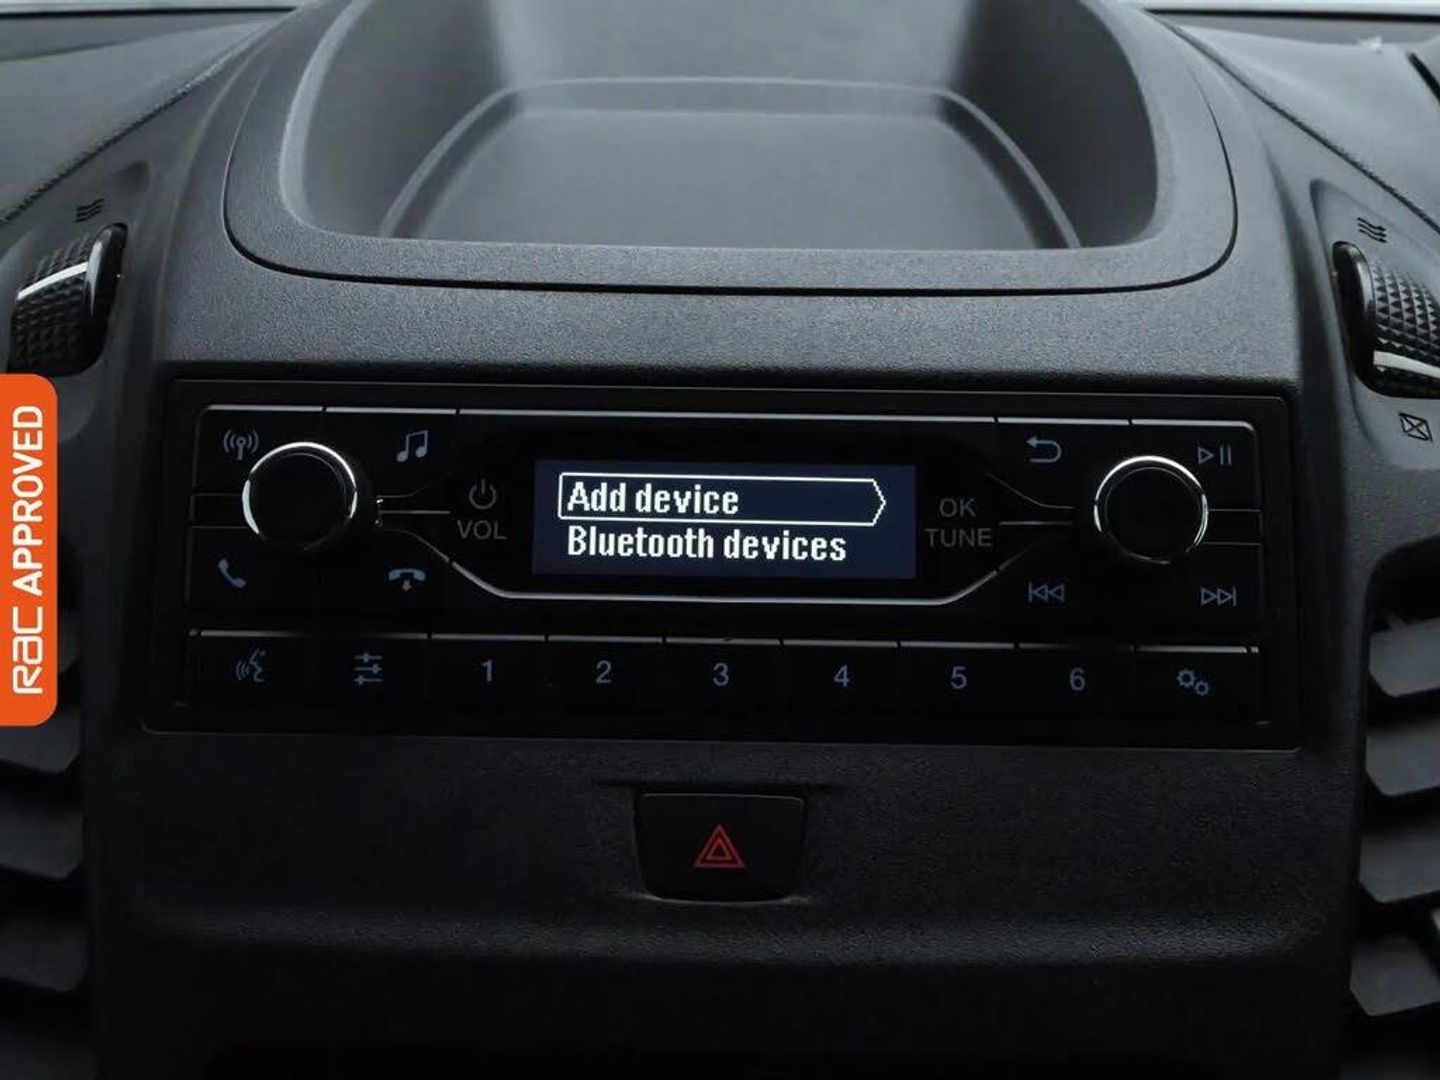 RAC APPROVED
VOL
Add device
Bluetooth devices
OK
TUNE
1 2 3 4 5 6